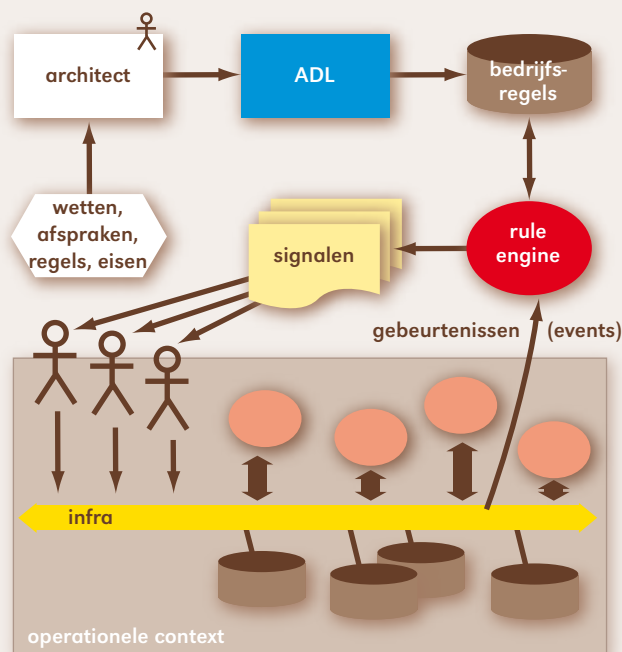 architect
ADL
bedrijfs-
regels
wetten,
afspraken,
regels, eisen
signalen
rule
engine
gebeurtenissen (events)
infra
operationele context